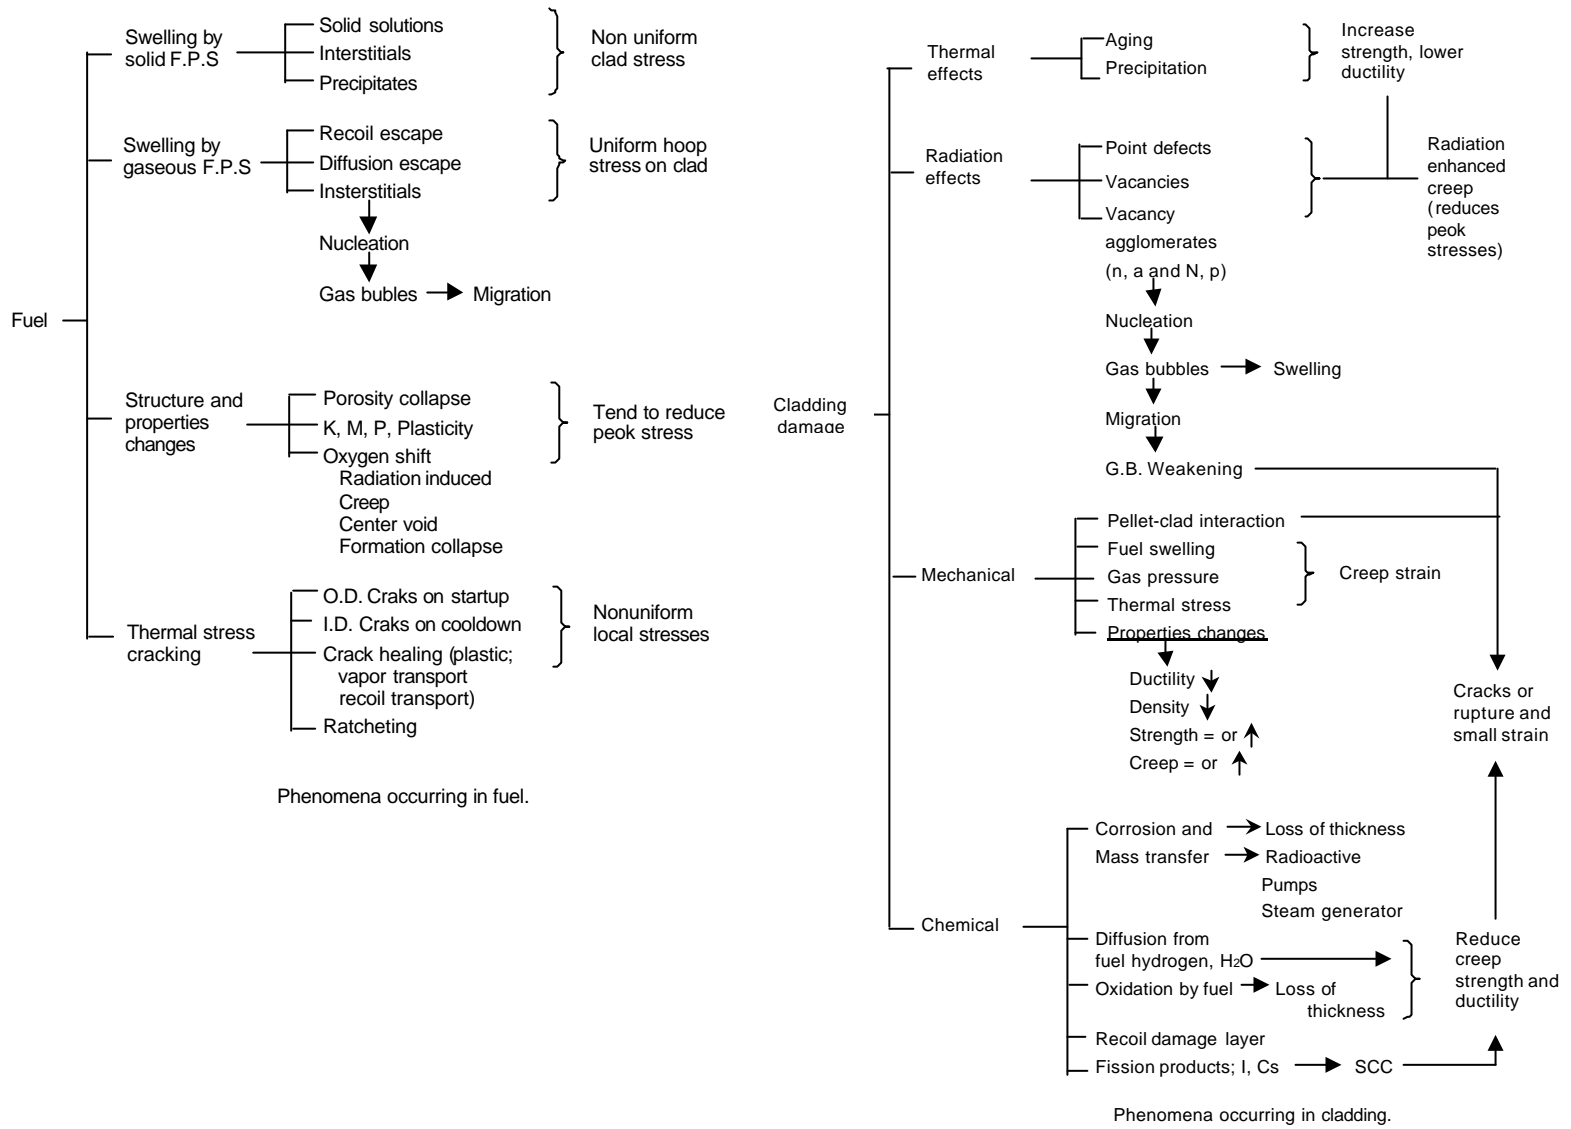 Fuel
Swelling by
solid F.P.S
Solid solutions
Interstitials
Precipitates
Non uniform
clad stress
Swelling by
gaseous F.P.S
Recoil escape
Diffusion escape
Insterstitials
Uniform hoop
stress on clad
Nucleation
Gas bubles
Migration
Structure and
properties
changes
Porosity collapse
K, M, P, Plasticity
Oxygen shift
Radiation induced
Creep
Center void
Formation collapse
Tend to reduce
peok stress
Thermal stress
cracking
O.D. Craks on startup
I.D. Craks on cooldown
Crack healing (plastic;
vapor transport
recoil transport)
Ratcheting
Nonuniform
local stresses
Phenomena occurring in fuel.
Cladding
damage
Thermal
effects
Aging
Precipitation
Increase
strength, lower
ductility
Radiation
effects
Point defects
Vacancies
Vacancy
agglomerates
(n, a and N, p)
Radiation
enhanced
creep
(reduces
peok
stresses)
Nucleation
Gas bubbles
Swelling
Migration
G.B. Weakening
Mechanical
Pellet-clad interaction
Fuel swelling
Gas pressure
Thermal stress
Properties changes
Creep strain
Ductility
Density
Strength = or
Creep = or
Cracks or
rupture and
small strain
Chemical
Corrosion and
Loss of thickness
Mass transfer
Radioactive
Pumps
Steam generator
Diffusion from
fuel hydrogen, H2O
Oxidation by fuel
Loss of
thickness
Recoil damage layer
Fission products; I, Cs
SCC
Reduce
creep
strength and
ductility
Phenomena occurring in cladding.